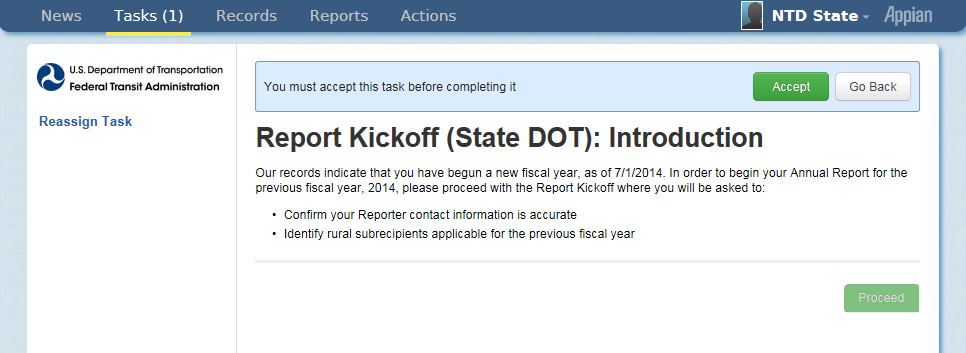 News Tasks (1) Records Reports Actions NTD State Appian
U.S. Department of Transportation
Federal Transit Administration
Reassign Task
You must accept this task before completing it Accept Go Back
Report Kickoff (State DOT): Introduction
Our records indicate that you have begun a new fiscal year, as of 7/1/2014. In order to begin your Annual Report for the
previous fiscal year, 2014, please proceed with the Report Kickoff where you will be asked to:
• Confirm your Reporter contact information is accurate
• Identify rural subrecipients applicable for the previous fiscal year
Proceed